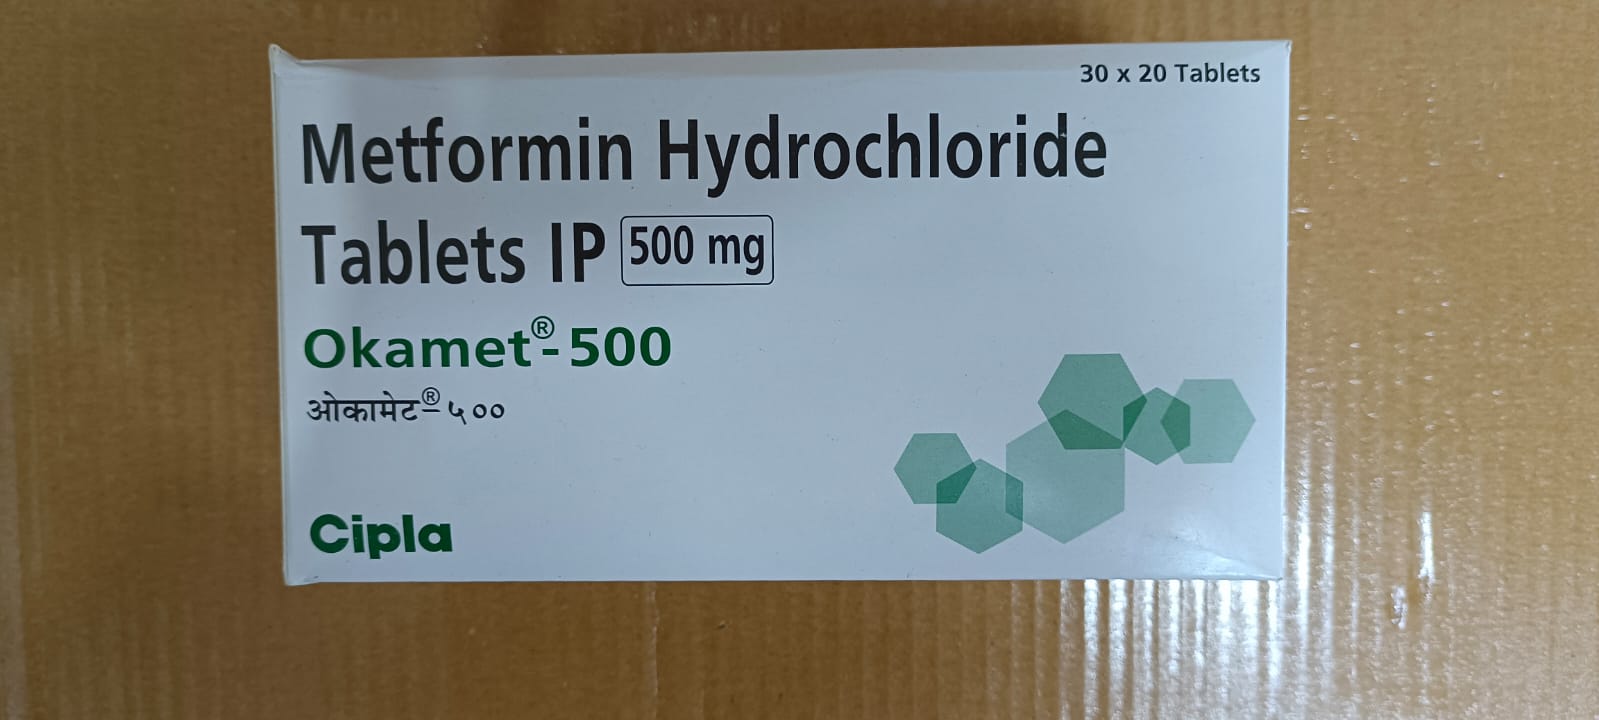 30 x 20 Tablets
Metformin Hydrochloride
Tablets IP 500 mg
Okamet®-500
ओकामेट®-५००
Cipla